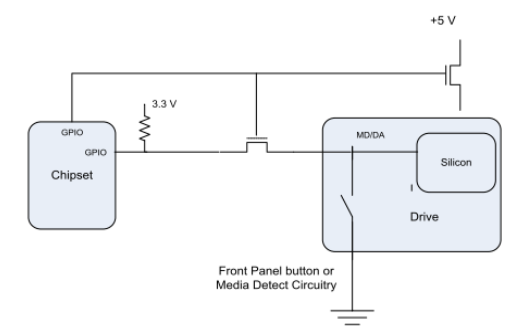 +5 V
3.3 V
GPIO
GPIO
Chipset
MD/DA
Silicon
I
Drive
Front Panel button or
Media Detect Circuitry